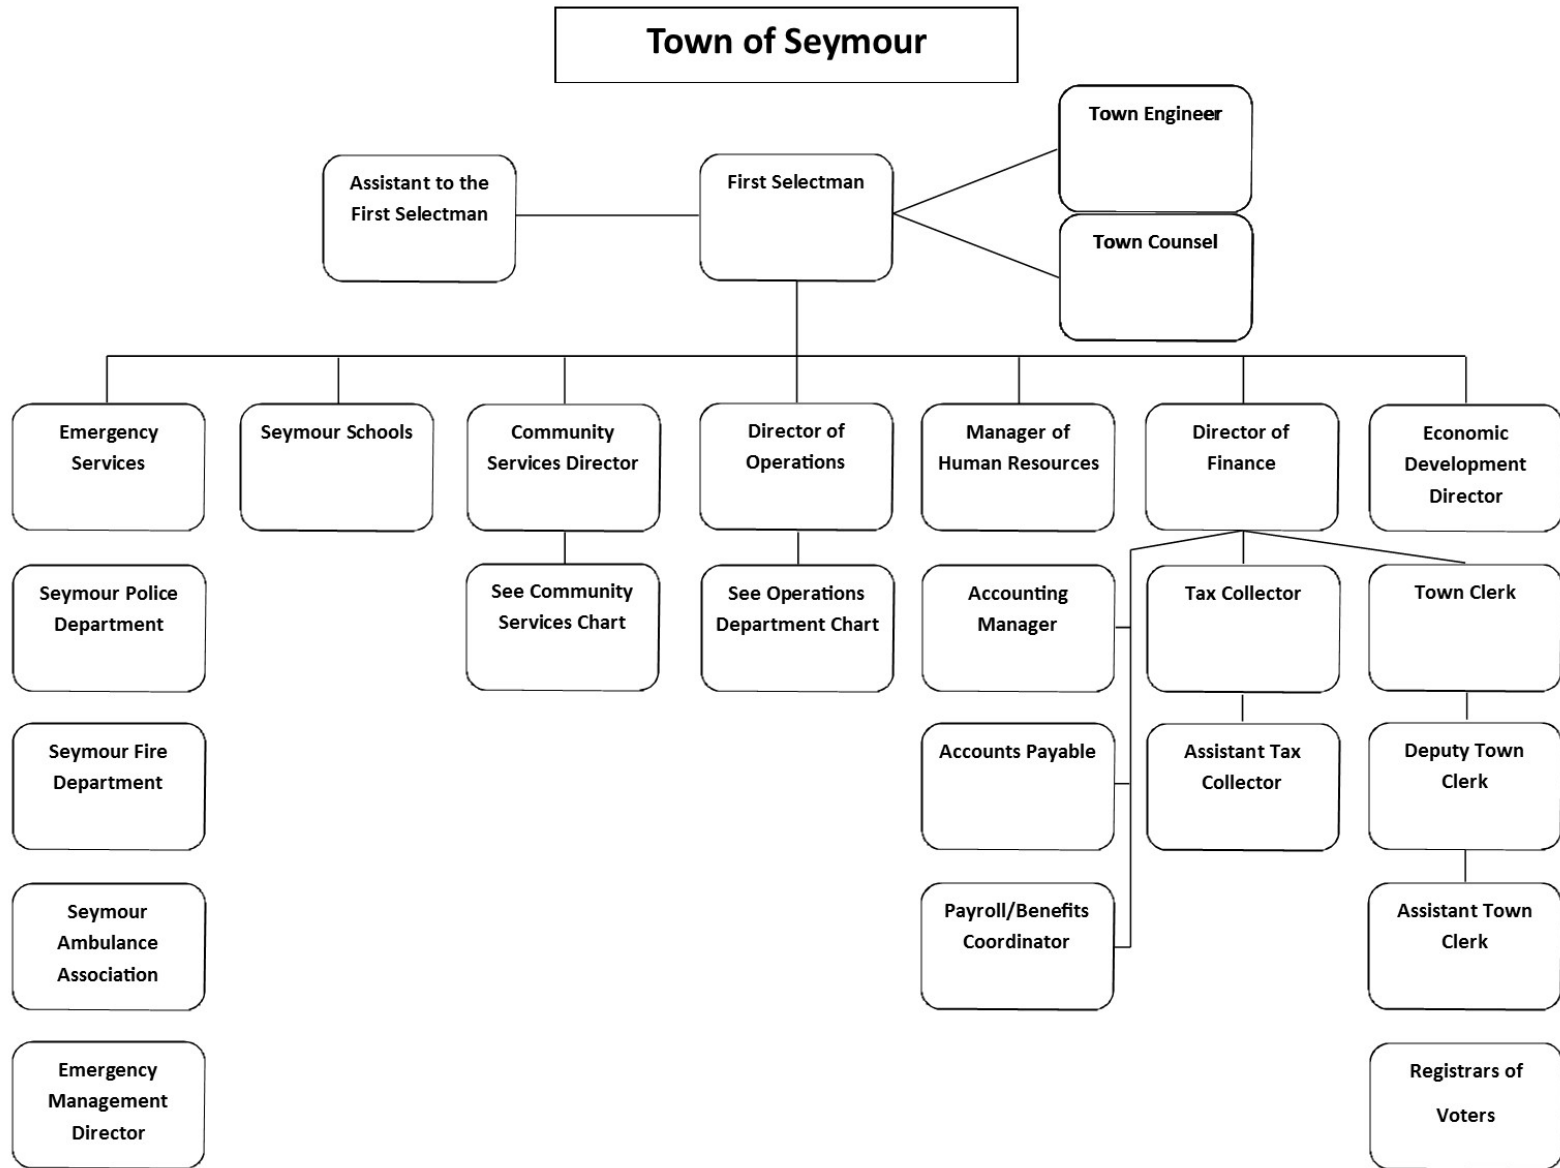 Town of Seymour
Town Engineer
Assistant to the
First Selectman
First Selectman
Town Counsel
Emergency
Services
Seymour Schools
Community
Services Director
Director of
Operations
Manager of
Human Resources
Director of
Finance
Economic
Development
Director
Seymour Police
Department
See Community
Services Chart
See Operations
Department Chart
Accounting
Manager
Tax Collector
Town Clerk
Seymour Fire
Department
Accounts Payable
Assistant Tax
Collector
Deputy Town
Clerk
Seymour
Ambulance
Association
Payroll/Benefits
Coordinator
Assistant Town
Clerk
Emergency
Management
Director
Registrars of
Voters